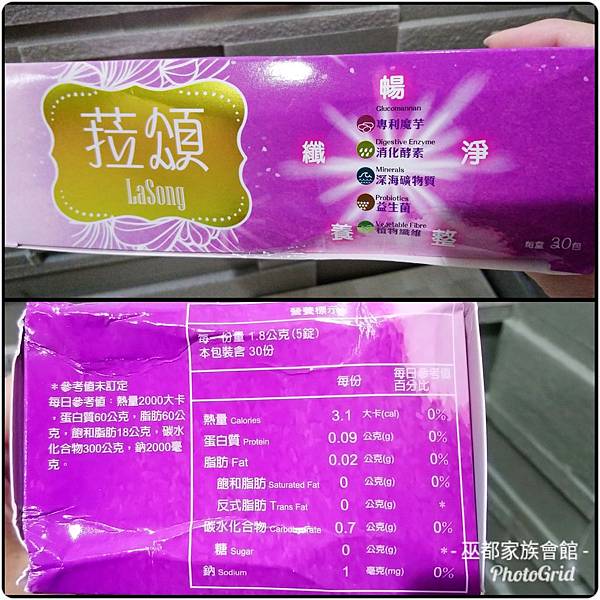 菈頌
LaSong
暢
纖
淨
養
整
Glucomannan
專利魔芋
Digestive Enzyme
消化酵素
Minerals
深海礦物質
Probiotics
益生菌
Vegetable Fibre
植物纖維
每盒 30包
營養標示
每一份量 1.8公克(5錠)
本包裝含 30份
每份 每日參考值
百分比
熱量 Calories 3.1 大卡(cal) 0%
蛋白質 Protein 0.09 公克(g) 0%
脂肪 Fat 0.02 公克(g) 0%
飽和脂肪 Saturated Fat 0 公克(g) 0%
反式脂肪 Trans Fat 0 公克(g) *
碳水化合物 Carbohydrate 0.7 公克(g) 0%
糖 Sugar 0 公克(g) *
鈉 Sodium 1 毫克(mg) 0%
*參考值未訂定
每日參考值：熱量2000大卡
，蛋白質60公克，脂肪60公
克，飽和脂肪18公克，碳水
化合物300公克，鈉2000毫
克。
- 巫都家族會館 -
PhotoGrid